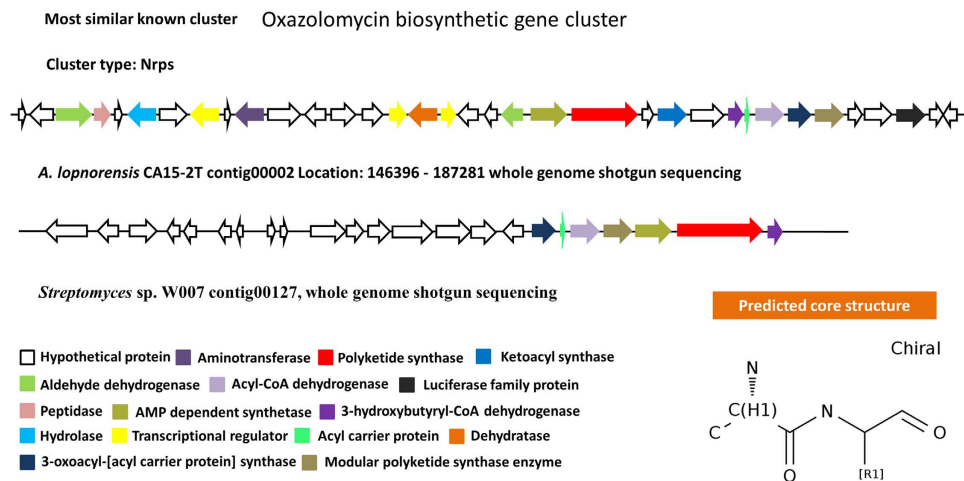 Most similar known cluster Oxazolomycin biosynthetic gene cluster
Cluster type: Nrps
A. lopnorensis CA15-2T contig00002 Location: 146396 - 187281 whole genome shotgun sequencing
Streptomyces sp. W007 contig00127, whole genome shotgun sequencing
Predicted core structure
Hypothetical protein Aminotransferase Polyketide synthase Ketoacyl synthase
Aldehyde dehydrogenase Acyl-CoA dehydrogenase Luciferase family protein
Peptidase AMP dependent synthetase 3-hydroxybutyryl-CoA dehydrogenase
Hydrolase Transcriptional regulator Acyl carrier protein Dehydratase
3-oxoacyl-[acyl carrier protein] synthase Modular polyketide synthase enzyme
Chiral
N
C(H1) N O
C
O [R1]